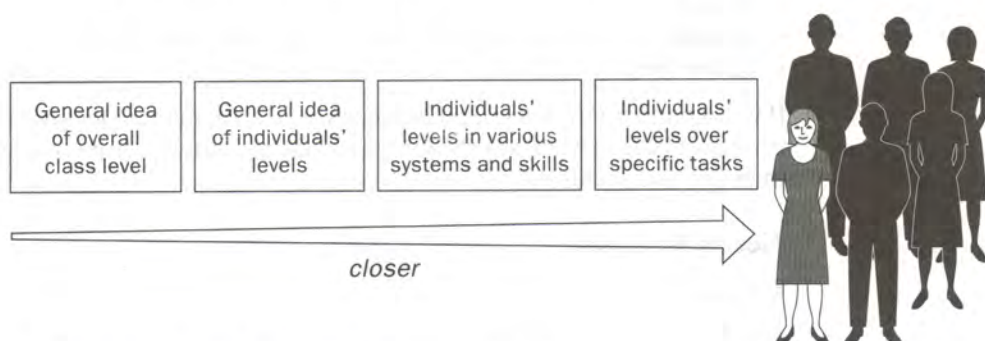 General idea
of overall
class level
General idea
of individuals'
levels
Individuals'
levels in various
systems and skills
Individuals'
levels over
specific tasks
closer